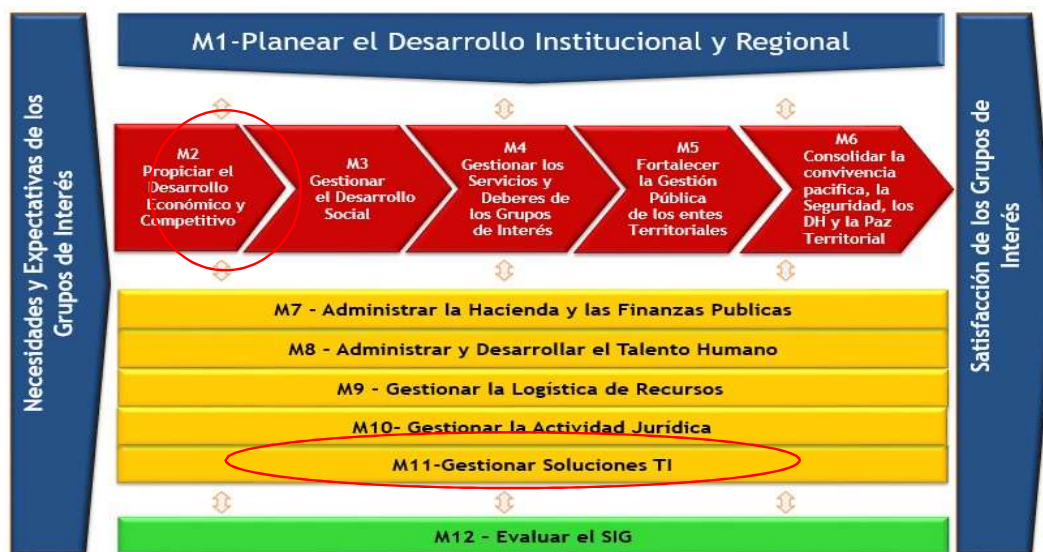 M1-Planear el Desarrollo Institucional y Regional
Necesidades y Expectativas de los
Grupos de Interés
M2
Propiciar el
Desarrollo
Económico y
Competitivo
M3
Gestionar
el Desarrollo
Social
M4
Gestionar los
Servicios y
Deberes de
los Grupos
de Interés
M5
Fortalecer
la Gestión
Pública
de los entes
Territoriales
M6
Consolidar la
convivencia
pacifica, la
Seguridad, los
DH y la Paz
Territorial
M7 - Administrar la Hacienda y las Finanzas Publicas
M8 - Administrar y Desarrollar el Talento Humano
M9 - Gestionar la Logística de Recursos
M10- Gestionar la Actividad Jurídica
M11-Gestionar Soluciones TI
M12 - Evaluar el SIG
Satisfacción de los Grupos de
Interés